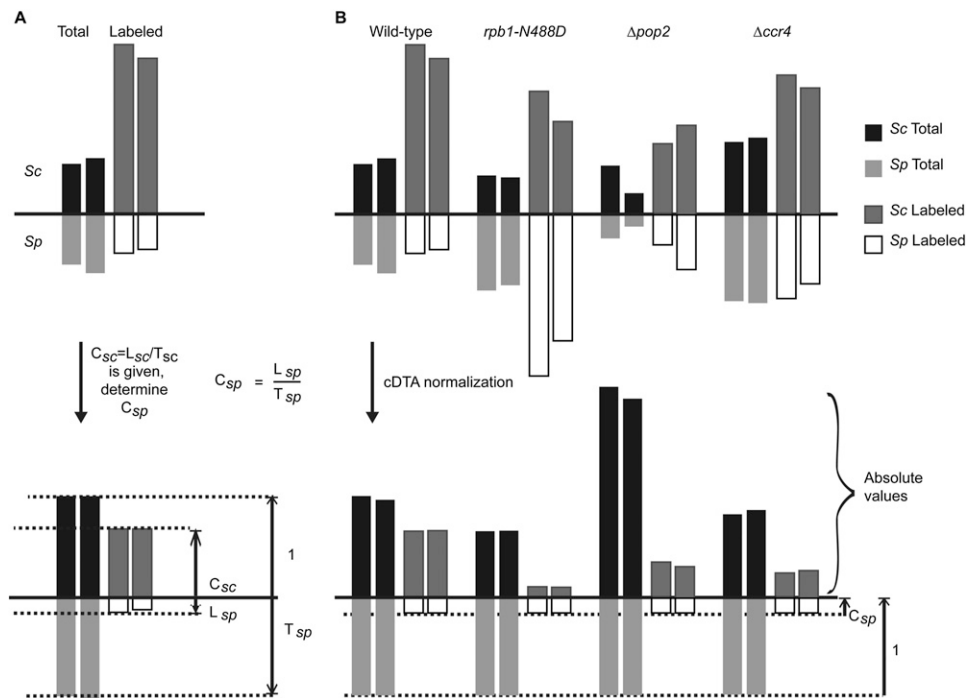 A
B
Total
Labeled
Wild-type
rpb1-N488D
Δpop2
Δccr4
Sc
Sp
Sc Total
Sp Total
Sc Labeled
Sp Labeled
Csc=Lsc/Tsc
is given,
determine
Csp
Csp = Lsp
Tsp
cDTA normalization
Absolute
values
1
Csc
Lsp
Tsp
Csp
1